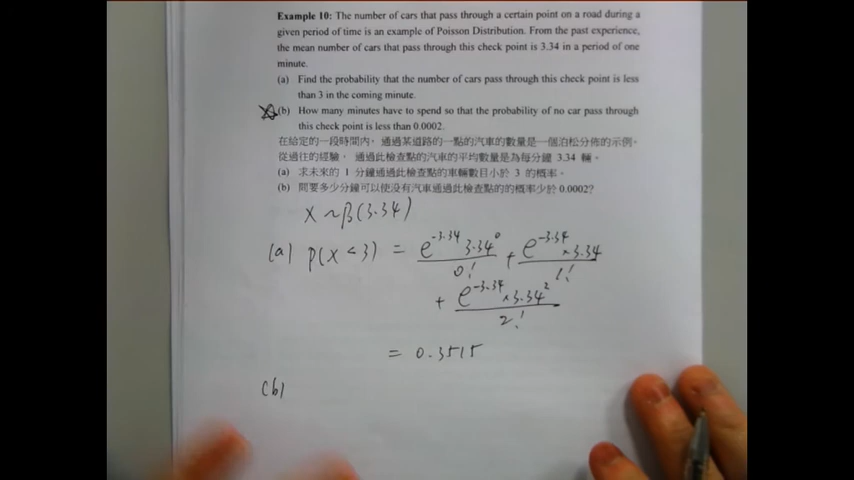 Example 10: The number of cars that pass through a certain point on a road during a
given period of time is an example of Poisson Distribution. From the past experience,
the mean number of cars that pass through this check point is 3.34 in a period of one
minute.
(a) Find the probability that the number of cars pass through this check point is less
than 3 in the coming minute.
(b) How many minutes have to spend so that the probability of no car pass through
this check point is less than 0.0002.
在給定的一段時間內，通過某道路的一點的汽車的數量是一個泊松分佈的示例。
從過往的經驗，通過此檢查點的汽車的平均數量是為每分鐘 3.34 輛。
(a) 求未來的 1 分鐘通過此檢查點的車輛數目小於 3 的概率。
(b) 問要多少分鐘可以使没有汽車通過此檢查點的的概率少於 0.0002?
X ~ P(3.34)
(a) P(X < 3) = e^-3.34 3.34^0 / 0! + e^-3.34 × 3.34 / 1!
+ e^-3.34 × 3.34^2 / 2!
= 0.3515
(b)